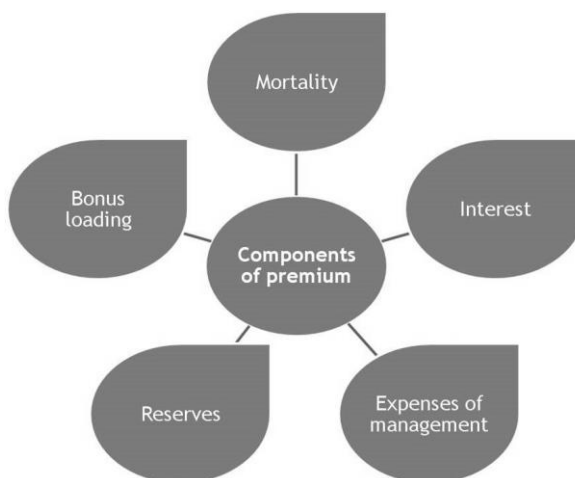 Mortality
Bonus
loading
Interest
Components
of premium
Reserves
Expenses of
management